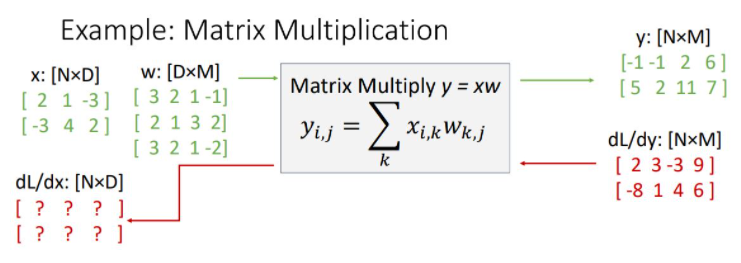 Example: Matrix Multiplication
x: [N×D]
[ 2 1 -3 ]
[ -3 4 2 ]
w: [D×M]
[ 3 2 1 -1]
[ 2 1 3 2]
[ 3 2 1 -2]
Matrix Multiply y = xw
y_{i,j} = ∑_k x_{i,k} w_{k,j}
y: [N×M]
[-1 -1 2 6]
[5 2 11 7]
dL/dy: [N×M]
[ 2 3 -3 9]
[-8 1 4 6]
dL/dx: [N×D]
[ ? ? ? ]
[ ? ? ? ]